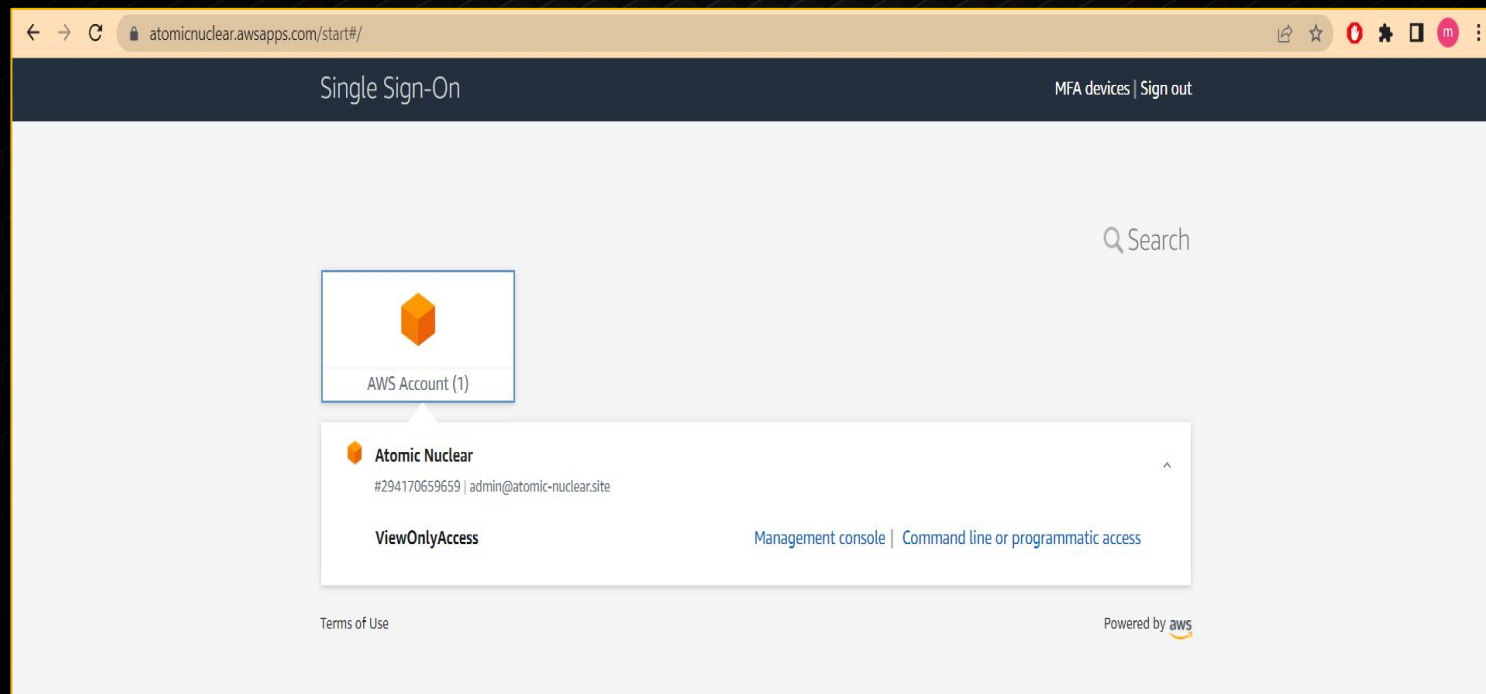 atomicnuclear.awsapps.com/start#/
m
Single Sign-On
MFA devices | Sign out
Search
AWS Account (1)
Atomic Nuclear
#294170659659 | admin@atomic-nuclear.site
ViewOnlyAccess
Management console | Command line or programmatic access
Terms of Use
Powered by aws